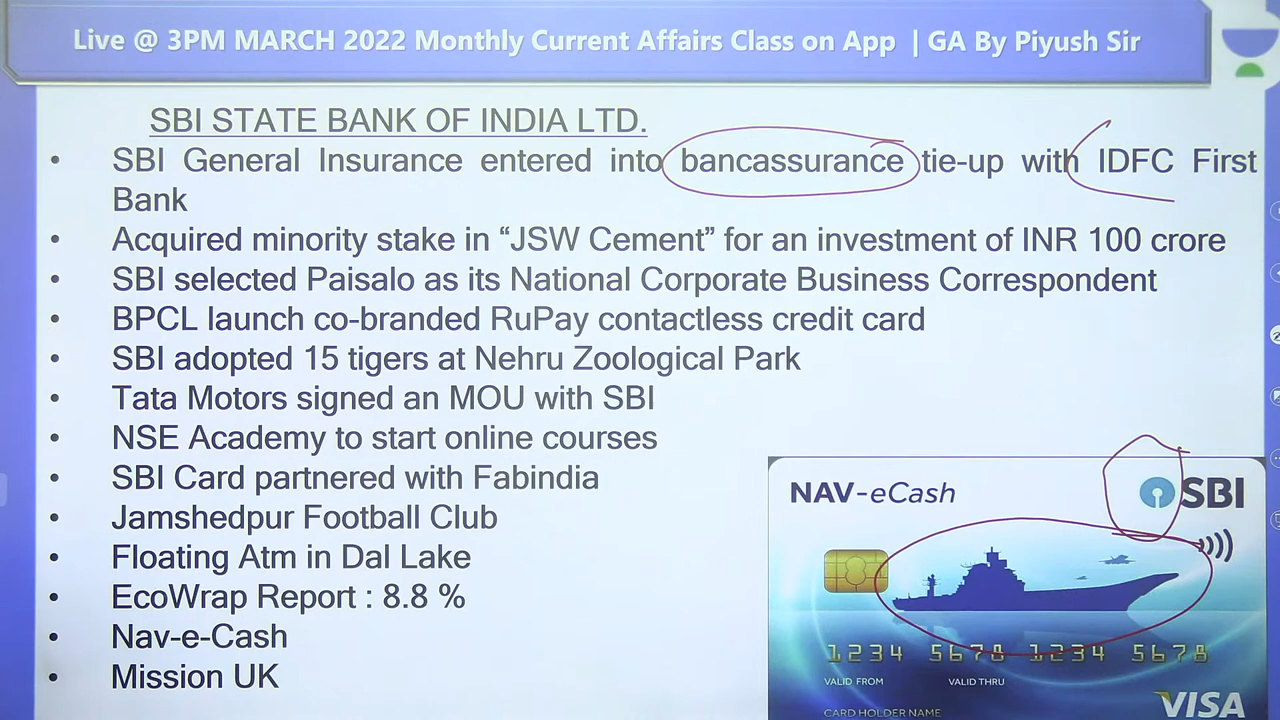 Live @ 3PM MARCH 2022 Monthly Current Affairs Class on App | GA By Piyush Sir
SBI STATE BANK OF INDIA LTD.
• SBI General Insurance entered into bancassurance tie-up with IDFC First
Bank
• Acquired minority stake in “JSW Cement” for an investment of INR 100 crore
• SBI selected Paisalo as its National Corporate Business Correspondent
• BPCL launch co-branded RuPay contactless credit card
• SBI adopted 15 tigers at Nehru Zoological Park
• Tata Motors signed an MOU with SBI
• NSE Academy to start online courses
• SBI Card partnered with Fabindia
• Jamshedpur Football Club
• Floating Atm in Dal Lake
• EcoWrap Report : 8.8 %
• Nav-e-Cash
• Mission UK
NAV-eCash SBI
1234 5678 1234 5678
VALID FROM VALID THRU
CARD HOLDER NAME
VISA